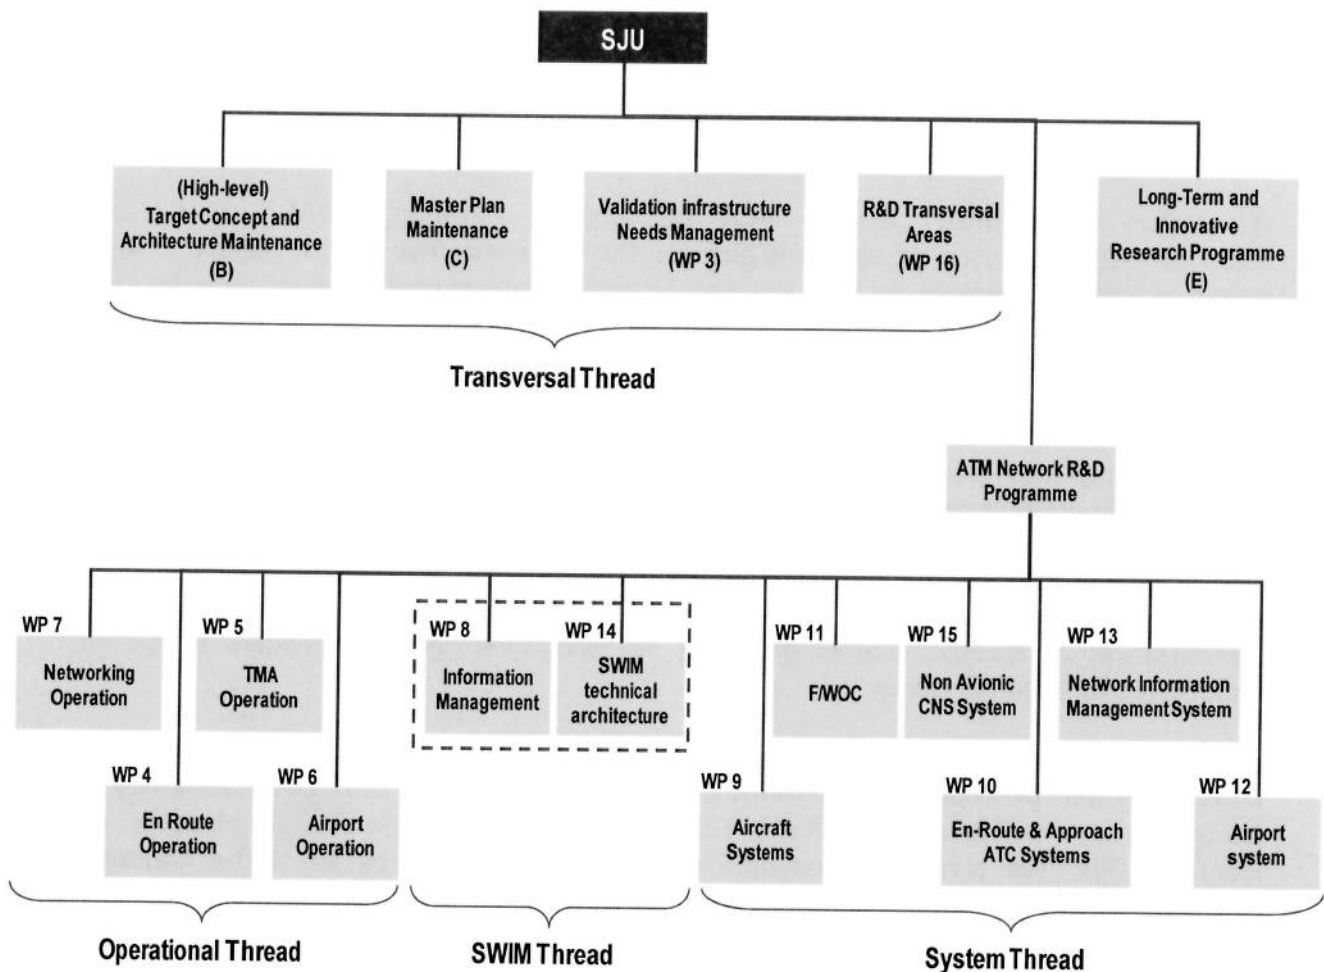 SJU
(High-level)
Target Concept and
Architecture Maintenance
(B)
Master Plan
Maintenance
(C)
Validation infrastructure
Needs Management
(WP 3)
R&D Transversal
Areas
(WP 16)
Long-Term and
Innovative
Research Programme
(E)
Transversal Thread
ATM Network R&D
Programme
WP 7
Networking
Operation
WP 5
TMA
Operation
WP 8
Information
Management
WP 14
SWIM
technical
architecture
WP 11
F/WOC
WP 15
Non Avionic
CNS System
WP 13
Network Information
Management System
WP 4
En Route
Operation
WP 6
Airport
Operation
WP 9
Aircraft
Systems
WP 10
En-Route & Approach
ATC Systems
WP 12
Airport
system
Operational Thread
SWIM Thread
System Thread